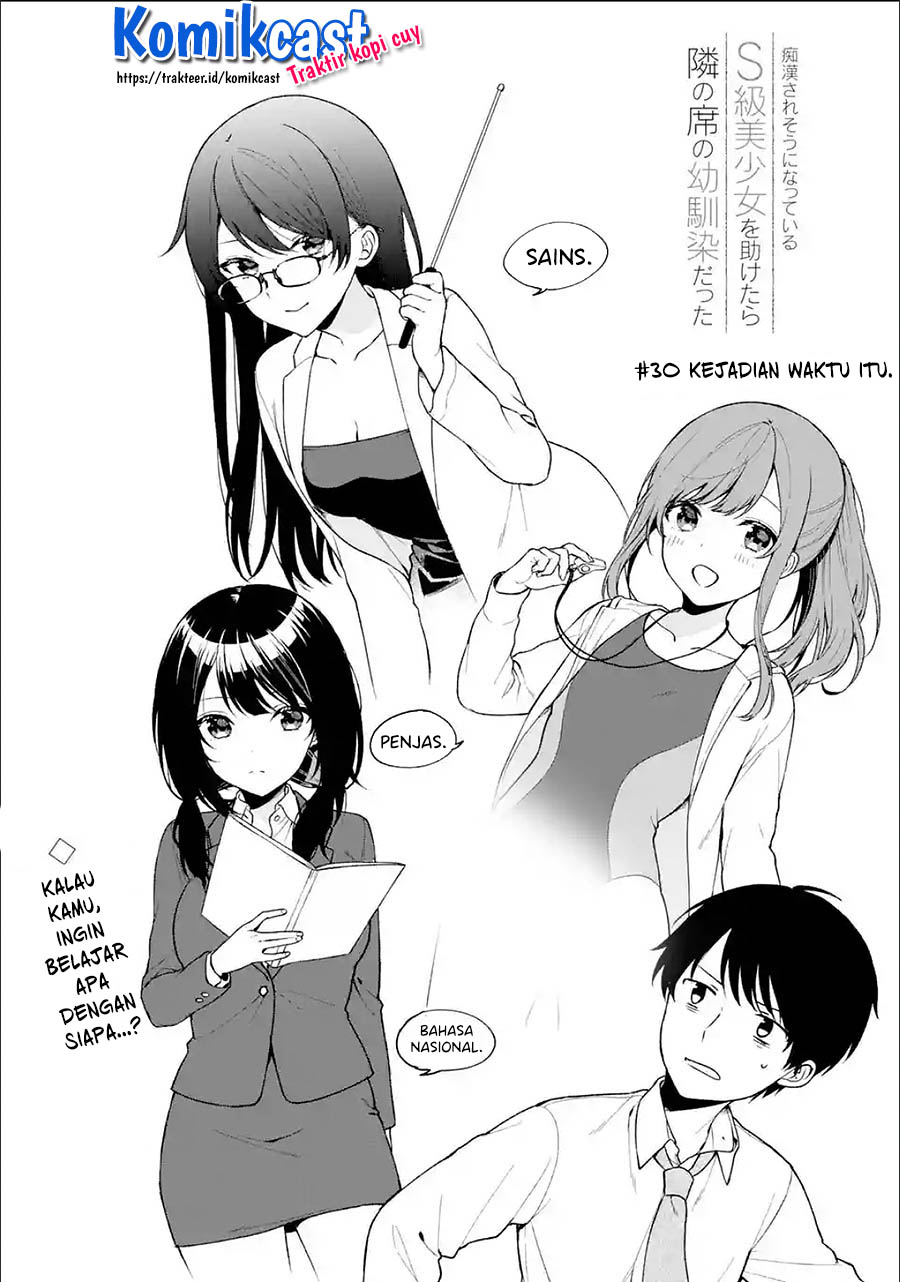 Komikcast
Traktir kopi cuy
https://trakteer.id/komikcast
痴漢されそうになっている
S級美少女を助けたら
隣の席の幼馴染だった
SAINS.
#30 KEJADIAN WAKTU ITU.
PENJAS.
KALAU
KAMU,
INGIN
BELAJAR
APA
DENGAN
SIAPA...?
BAHASA
NASIONAL.